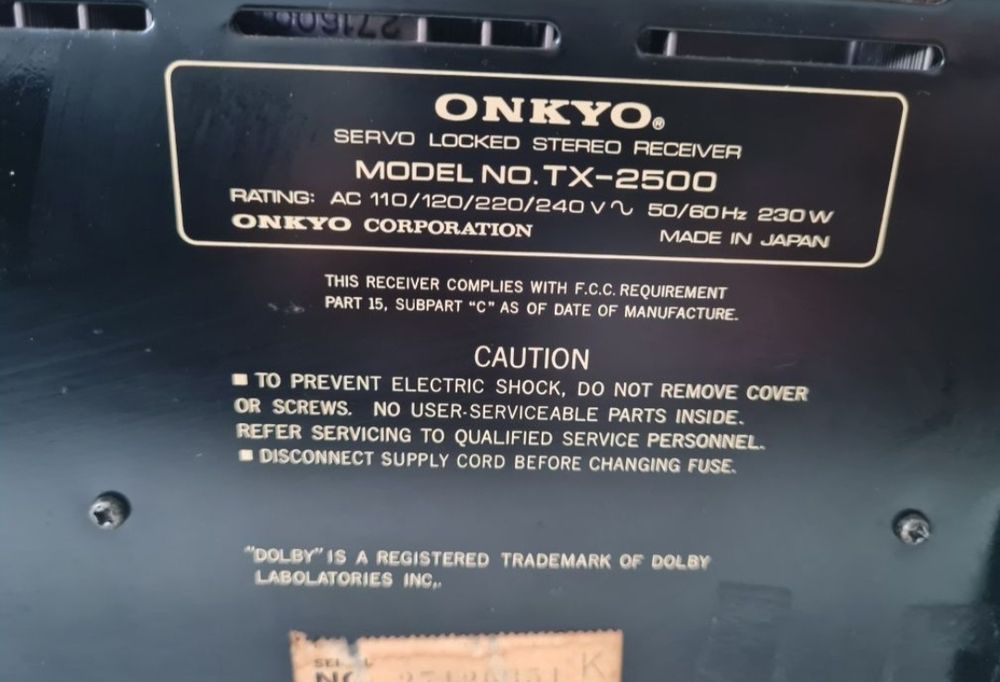 ONKYO®
SERVO LOCKED STEREO RECEIVER
MODEL NO. TX-2500
RATING: AC 110/120/220/240 V ∿ 50/60 Hz 230 W
ONKYO CORPORATION MADE IN JAPAN
THIS RECEIVER COMPLIES WITH F.C.C. REQUIREMENT
PART 15, SUBPART "C" AS OF DATE OF MANUFACTURE.
CAUTION
■ TO PREVENT ELECTRIC SHOCK, DO NOT REMOVE COVER
OR SCREWS. NO USER-SERVICEABLE PARTS INSIDE.
REFER SERVICING TO QUALIFIED SERVICE PERSONNEL.
■ DISCONNECT SUPPLY CORD BEFORE CHANGING FUSE.
"DOLBY" IS A REGISTERED TRADEMARK OF DOLBY
LABOLATORIES INC,.
K